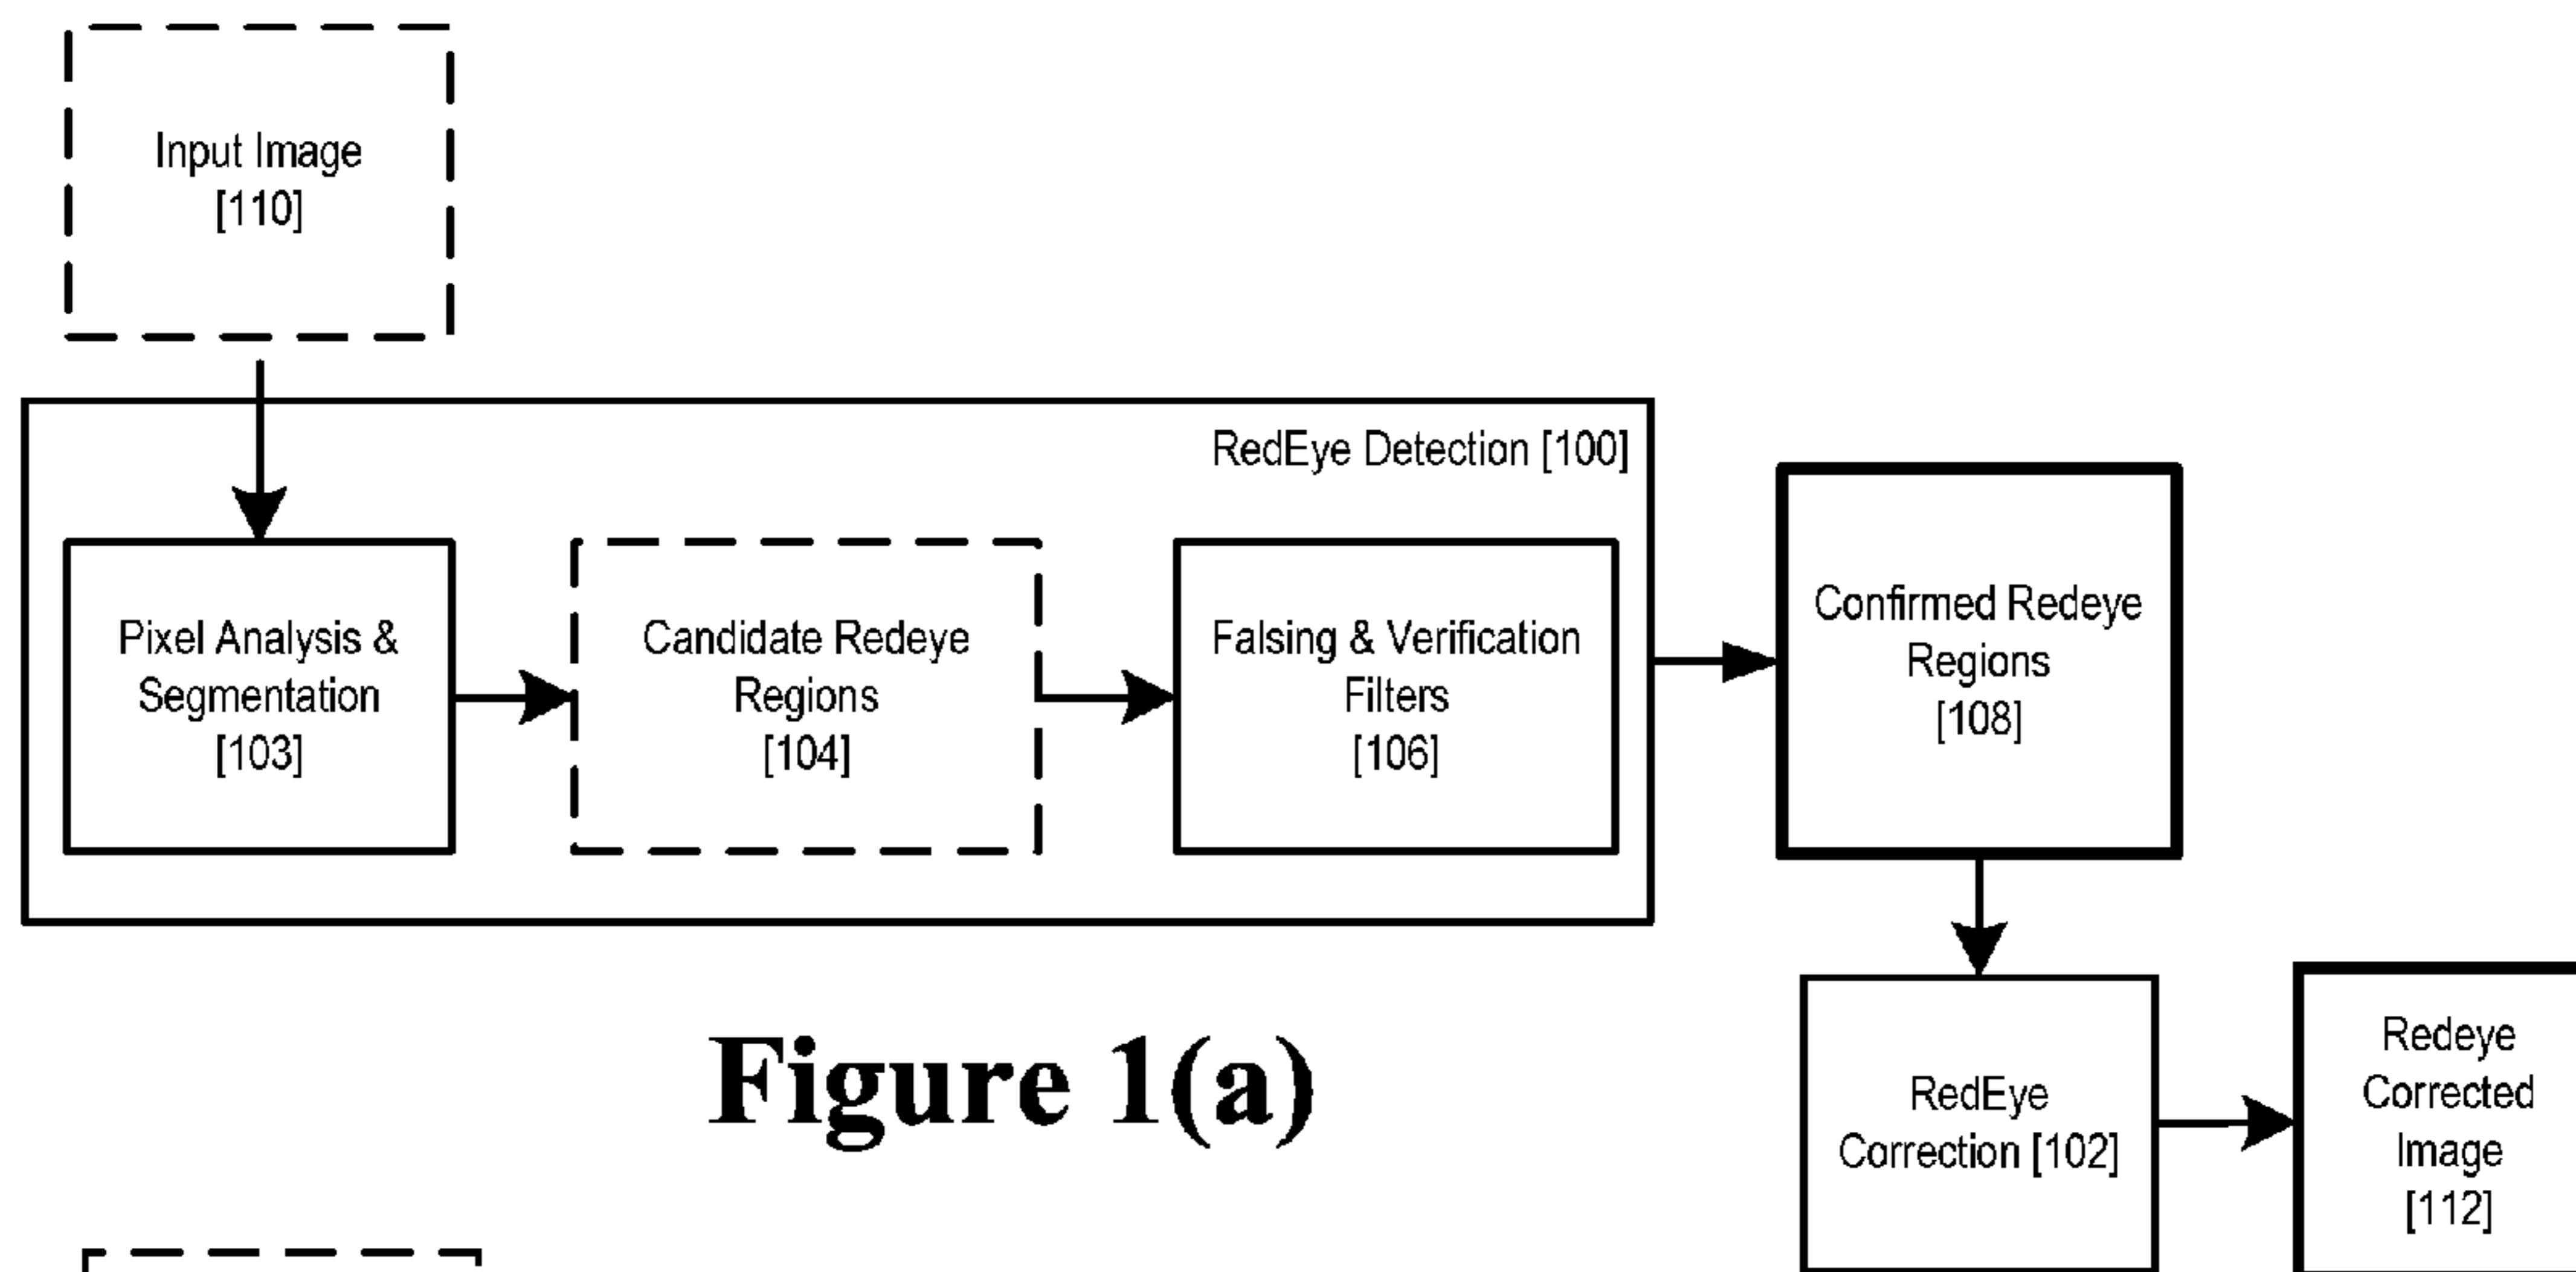 Input Image
[110]
RedEye Detection [100]
Pixel Analysis &
Segmentation
[103]
Candidate Redeye
Regions
[104]
Falsing & Verification
Filters
[106]
Confirmed Redeye
Regions
[108]
Figure 1(a)
RedEye
Correction [102]
Redeye
Corrected
Image
[112]